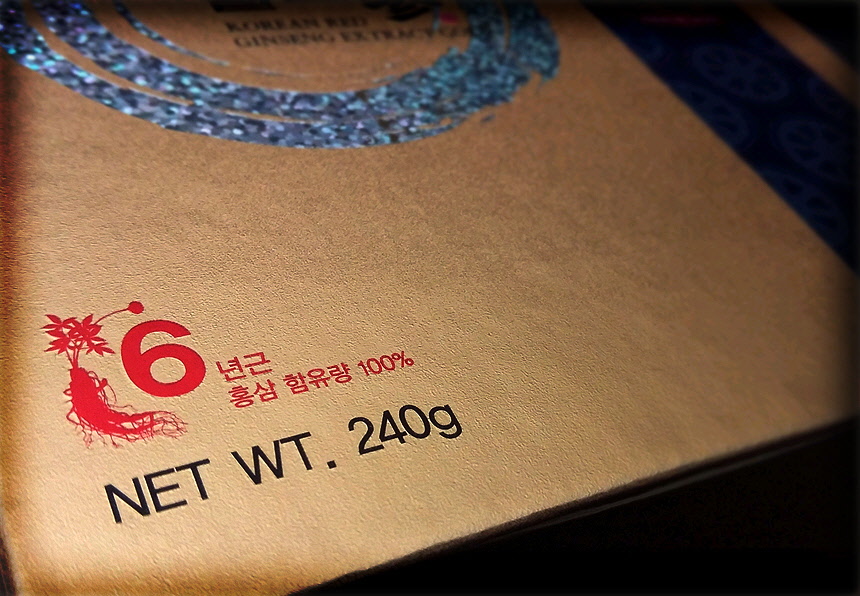 KOREAN RED
GINSENG EXTRACT
6년근
홍삼 함유량 100%
NET WT. 240g